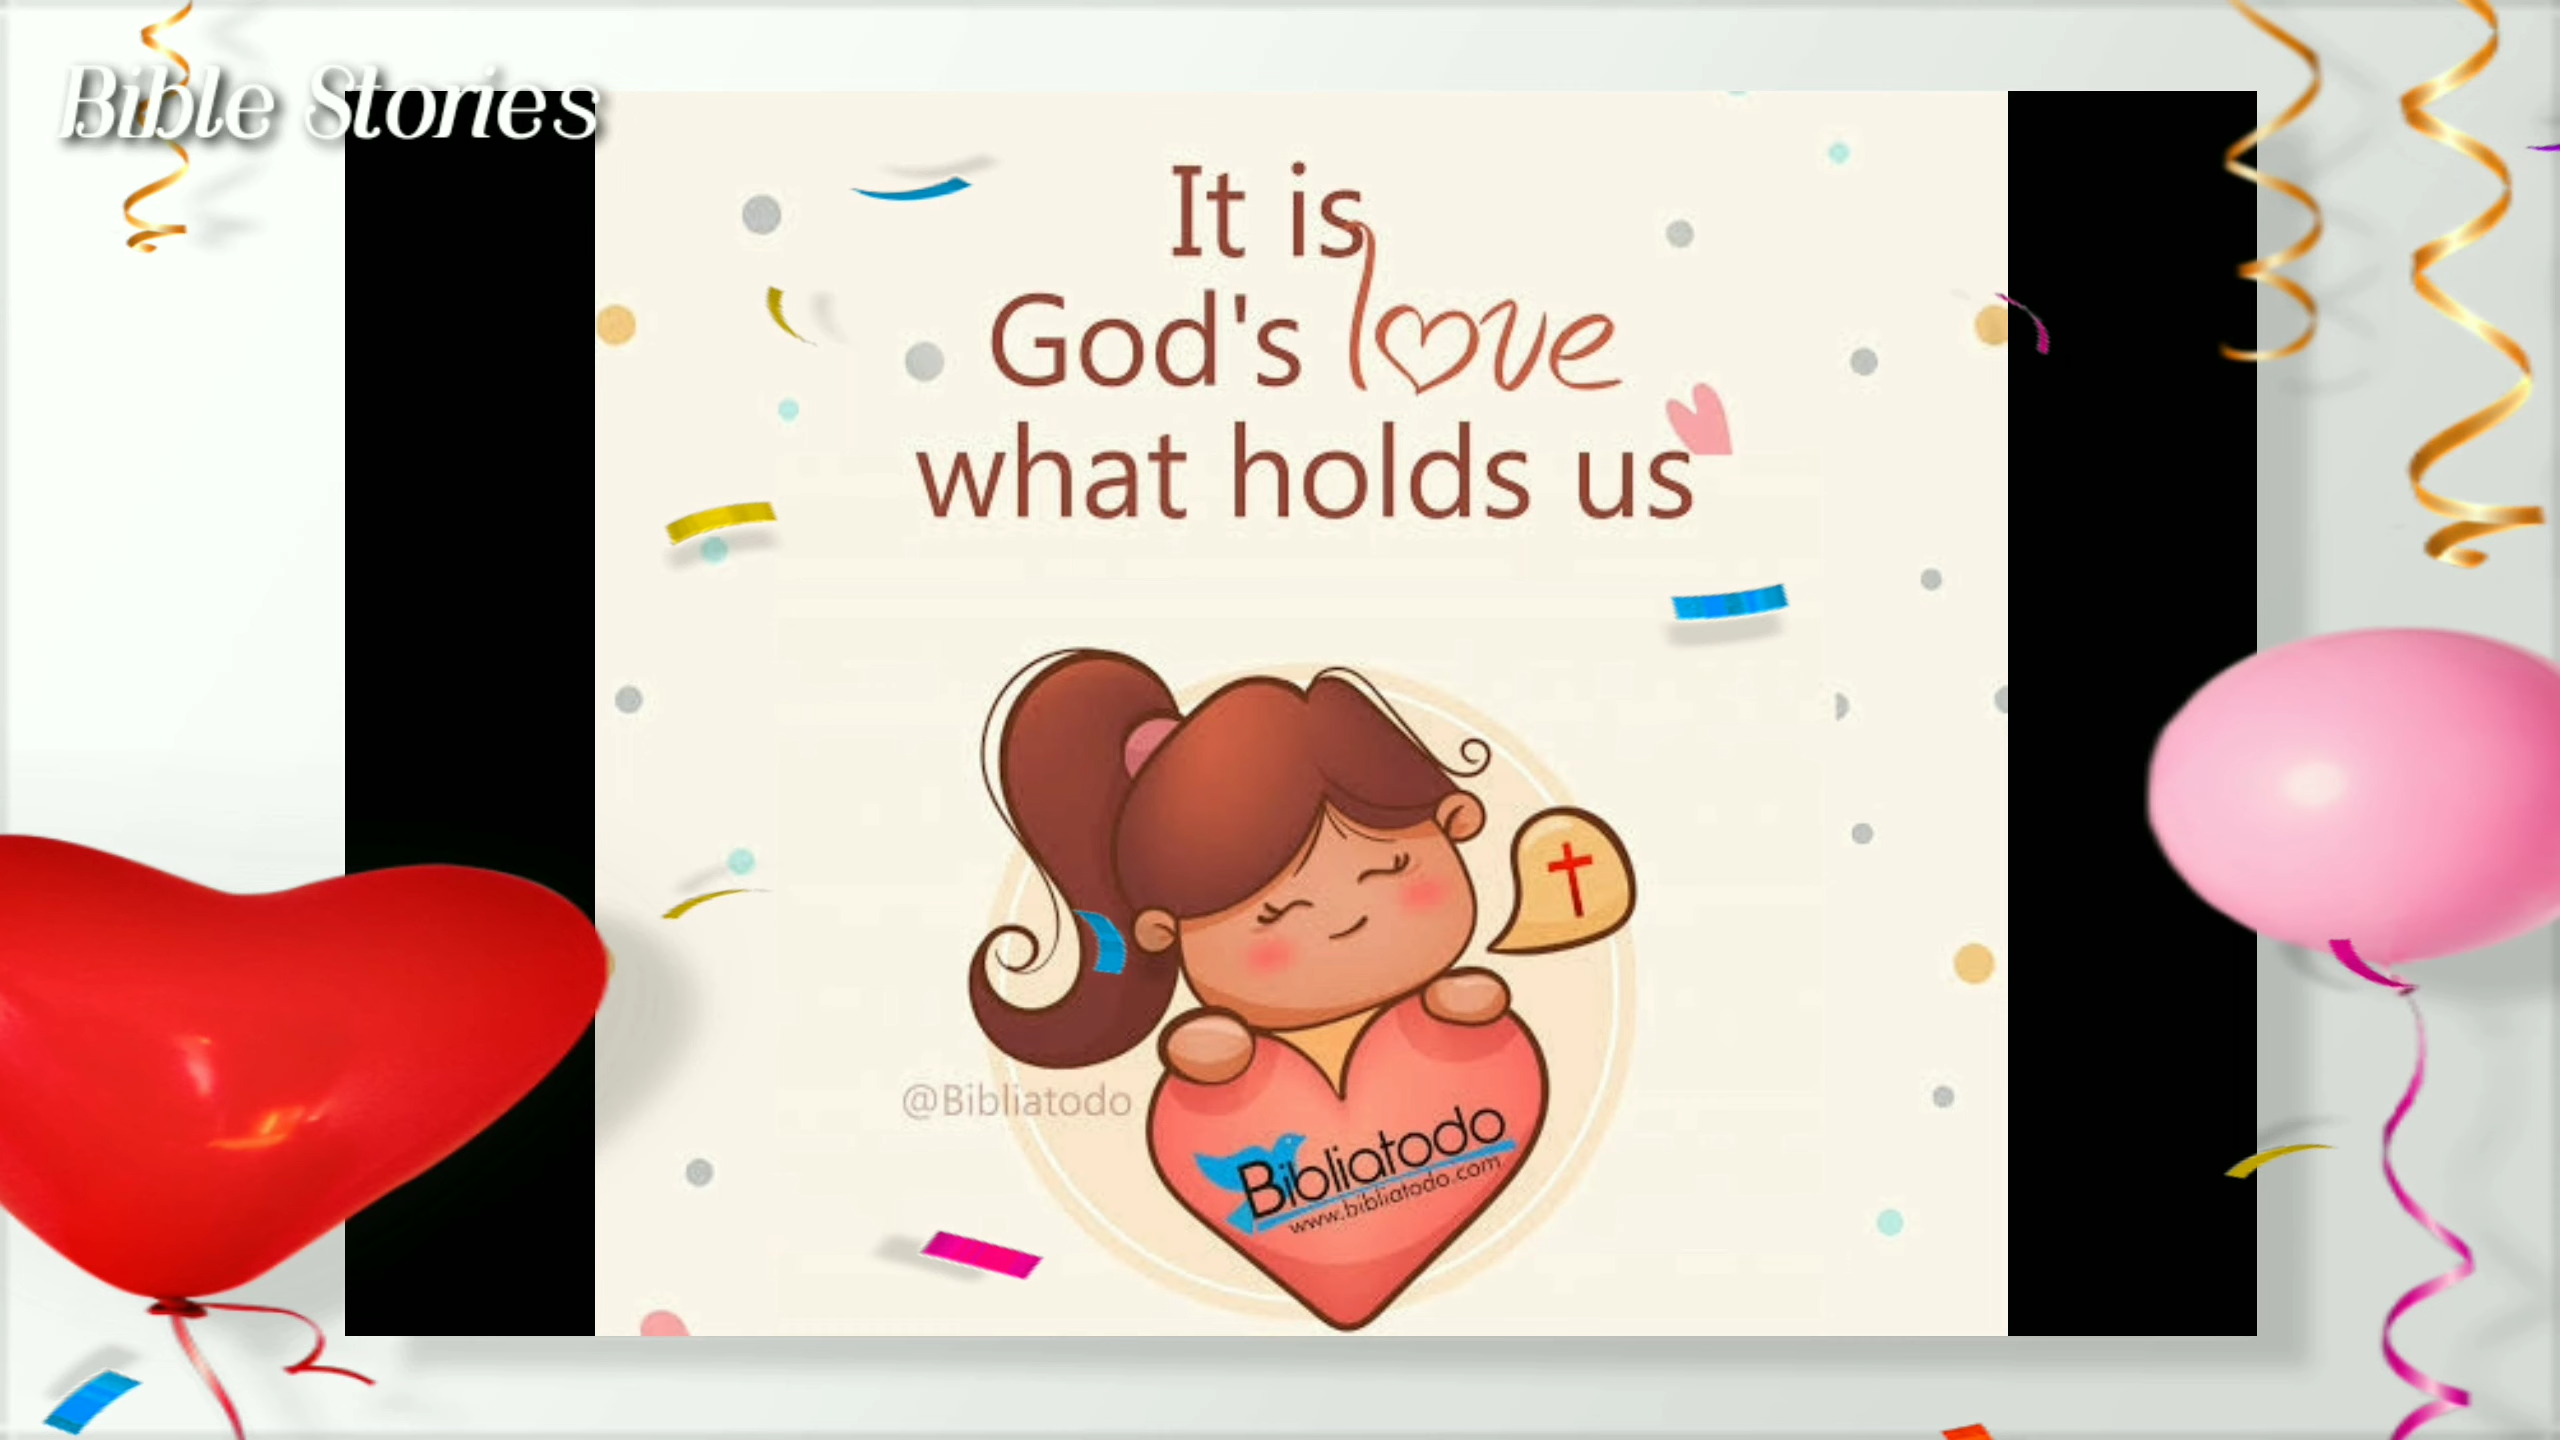 Bible Stories
It is
God's love
what holds us
@Bibliatodo
Bibliatodo
www.bibliatodo.com